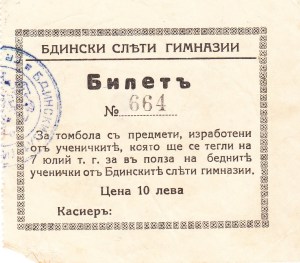 БДИНСКИ СЛѢТИ ГИМНАЗИИ
Билетъ
№ 664
За томбола съ предмети, изработени
отъ ученичкитѣ, която ще се тегли на
7 юлий т. г. за въ полза на беднитѣ
ученички отъ Бдинскитѣ слѣти гимназии.
Цена 10 лева
Касиеръ:
БДИНСКИ